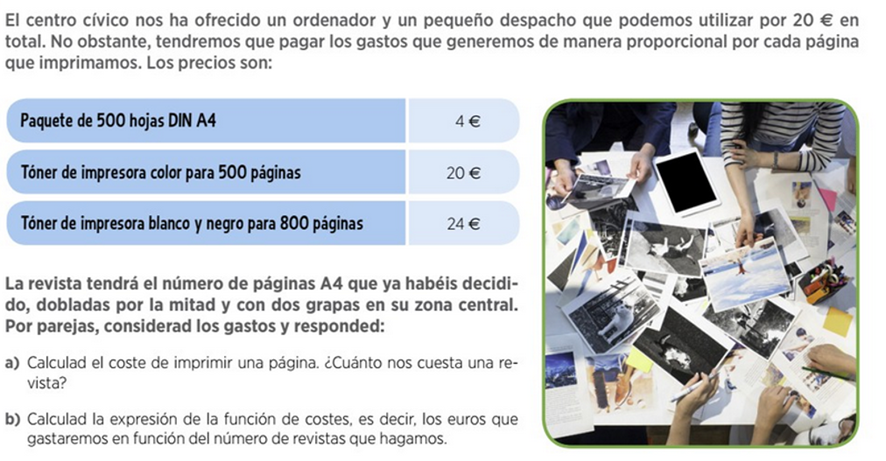 El centro cívico nos ha ofrecido un ordenador y un pequeño despacho que podemos utilizar por 20 € en
total. No obstante, tendremos que pagar los gastos que generemos de manera proporcional por cada página
que imprimamos. Los precios son:
Paquete de 500 hojas DIN A4 4 €
Tóner de impresora color para 500 páginas 20 €
Tóner de impresora blanco y negro para 800 páginas 24 €
La revista tendrá el número de páginas A4 que ya habéis decidi-
do, dobladas por la mitad y con dos grapas en su zona central.
Por parejas, considerad los gastos y responded:
a) Calculad el coste de imprimir una página. ¿Cuánto nos cuesta una re-
vista?
b) Calculad la expresión de la función de costes, es decir, los euros que
gastaremos en función del número de revistas que hagamos.